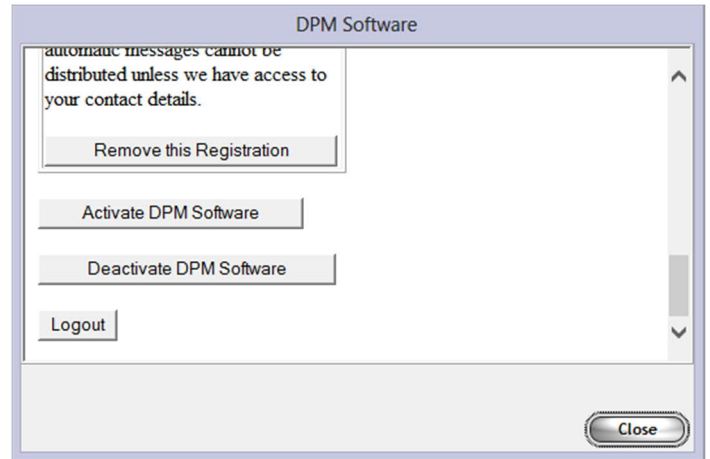 DPM Software
automatic messages cannot be
distributed unless we have access to
your contact details.
Remove this Registration
Activate DPM Software
Deactivate DPM Software
Logout
Close